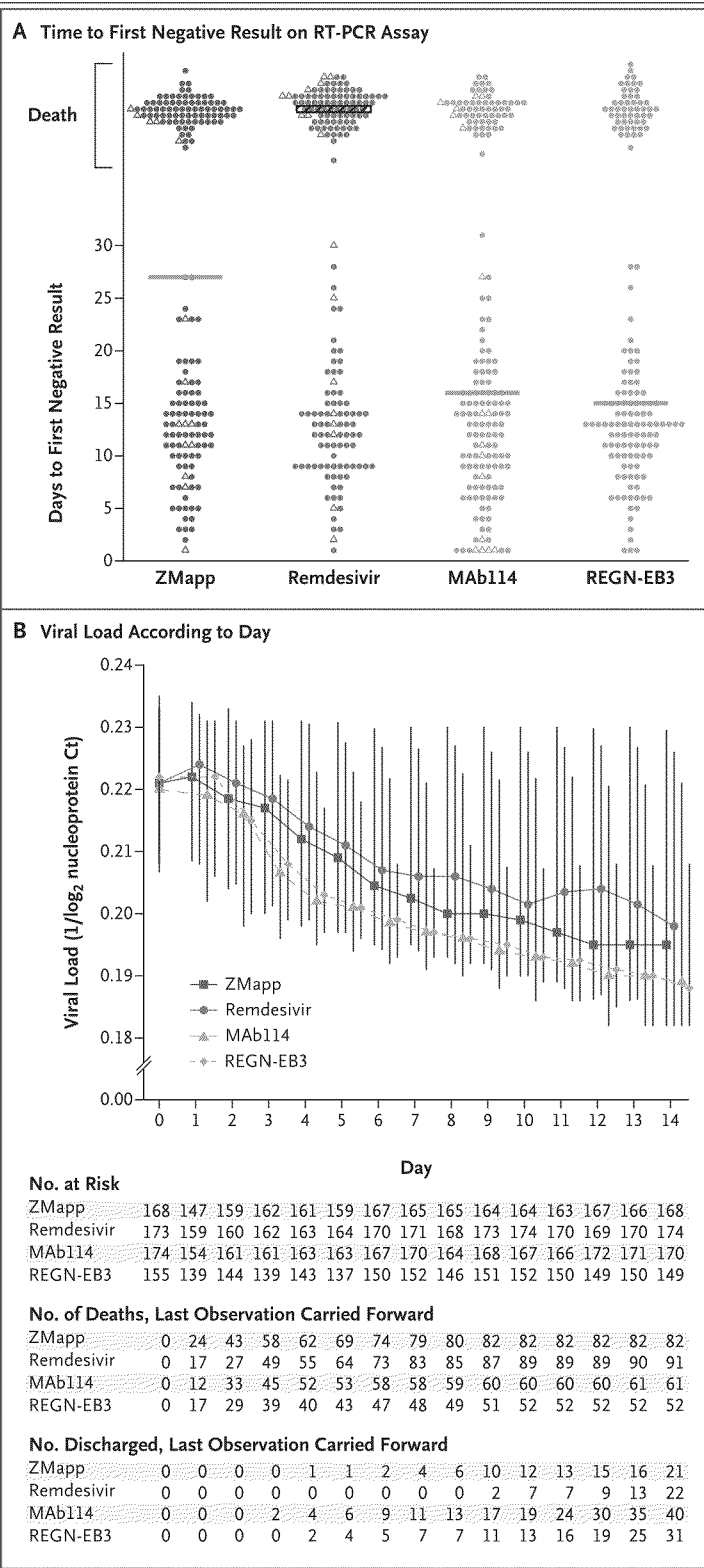 A Time to First Negative Result on RT-PCR Assay
Death
Days to First Negative Result
30
25
20
15
10
5
0
ZMapp Remdesivir MAb114 REGN-EB3
B Viral Load According to Day
Viral Load (1/log2 nucleoprotein Ct)
0.24
0.23
0.22
0.21
0.20
0.19
0.18
0.00
ZMapp
Remdesivir
MAb114
REGN-EB3
0 1 2 3 4 5 6 7 8 9 10 11 12 13 14
Day
No. at Risk
ZMapp 168 147 159 162 161 159 167 165 165 164 164 163 167 166 168
Remdesivir 173 159 160 162 163 164 170 171 168 173 174 170 169 170 174
MAb114 174 154 161 161 163 163 167 170 164 168 167 166 172 171 170
REGN-EB3 155 139 144 139 143 137 150 152 146 151 152 150 149 150 149
No. of Deaths, Last Observation Carried Forward
ZMapp 0 24 43 58 62 69 74 79 80 82 82 82 82 82 82
Remdesivir 0 17 27 49 55 64 73 83 85 87 89 89 89 90 91
MAb114 0 12 33 45 52 53 58 58 59 60 60 60 60 61 61
REGN-EB3 0 17 29 39 40 43 47 48 49 51 52 52 52 52 52
No. Discharged, Last Observation Carried Forward
ZMapp 0 0 0 0 1 1 2 4 6 10 12 13 15 16 21
Remdesivir 0 0 0 0 0 0 0 0 0 2 7 7 9 13 22
MAb114 0 0 0 2 4 6 9 11 13 17 19 24 30 35 40
REGN-EB3 0 0 0 0 2 4 5 7 7 11 13 16 19 25 31